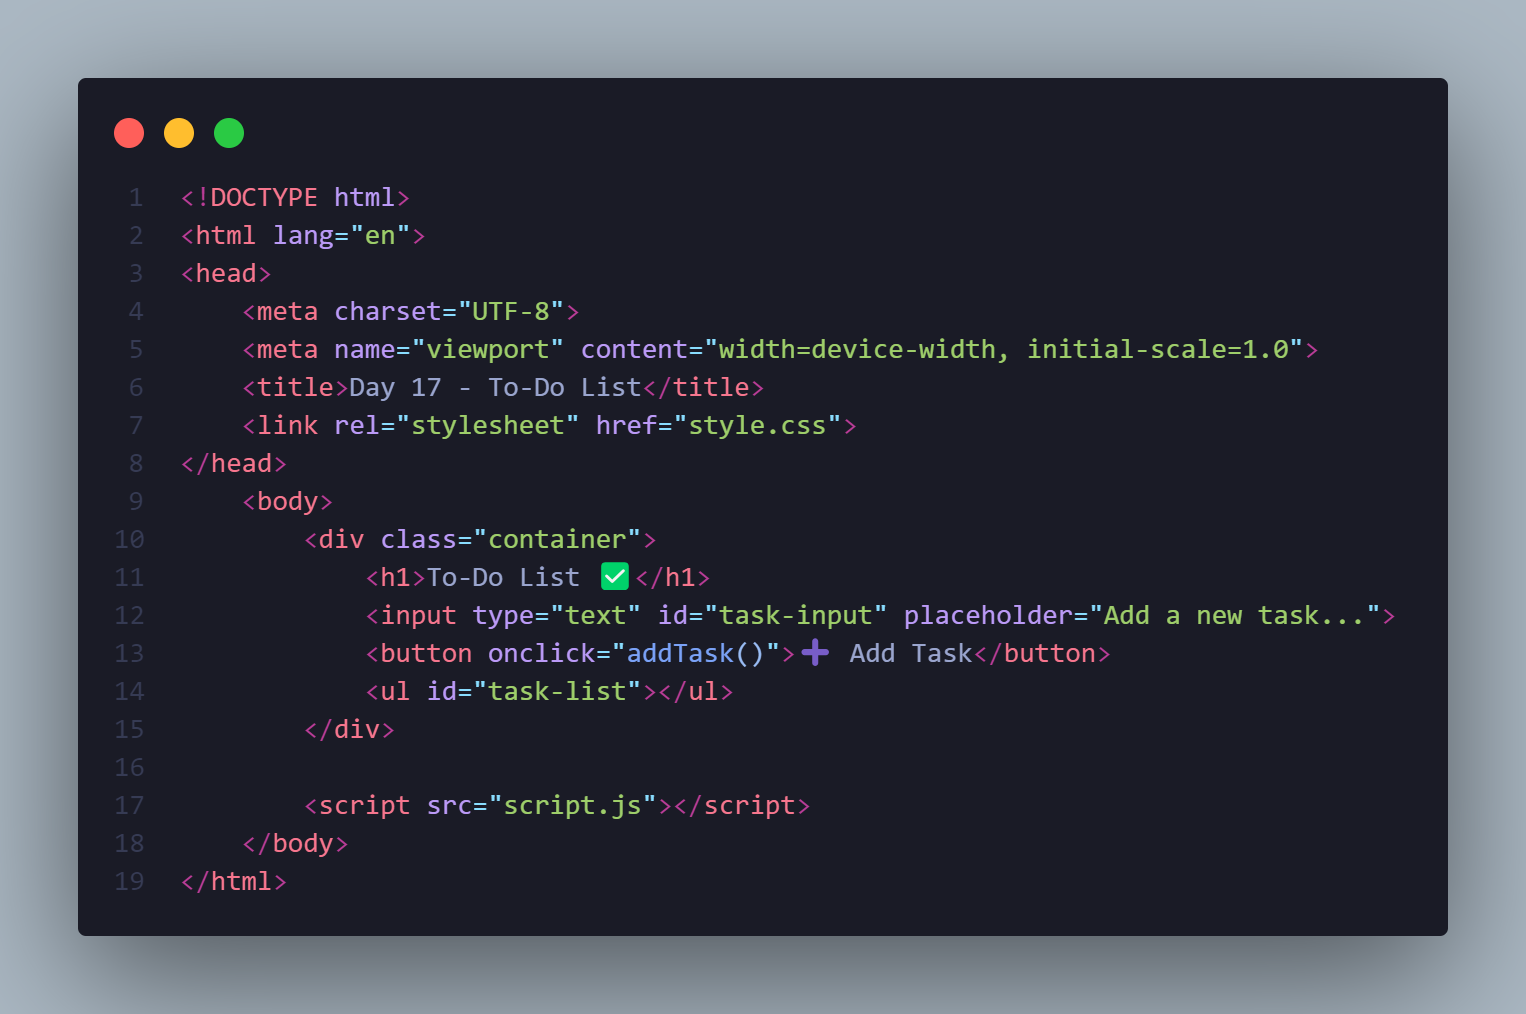 1 <!DOCTYPE html>
2 <html lang="en">
3 <head>
4     <meta charset="UTF-8">
5     <meta name="viewport" content="width=device-width, initial-scale=1.0">
6     <title>Day 17 - To-Do List</title>
7     <link rel="stylesheet" href="style.css">
8 </head>
9     <body>
10         <div class="container">
11             <h1>To-Do List ✅</h1>
12             <input type="text" id="task-input" placeholder="Add a new task...">
13             <button onclick="addTask()">➕ Add Task</button>
14             <ul id="task-list"></ul>
15         </div>
16
17         <script src="script.js"></script>
18     </body>
19 </html>